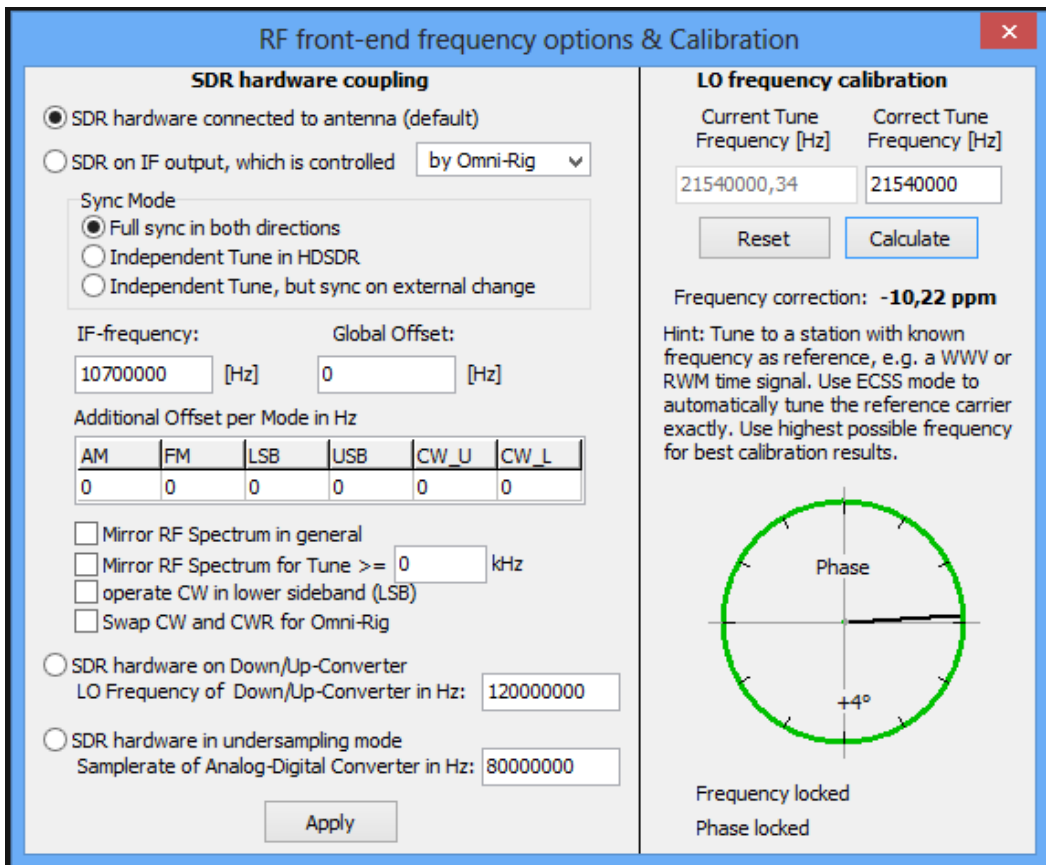 RF front-end frequency options & Calibration
SDR hardware coupling
SDR hardware connected to antenna (default)
SDR on IF output, which is controlled by Omni-Rig
Sync Mode
Full sync in both directions
Independent Tune in HDSDR
Independent Tune, but sync on external change
IF-frequency: Global Offset:
10700000 [Hz] 0 [Hz]
Additional Offset per Mode in Hz
AM FM LSB USB CW_U CW_L
0 0 0 0 0 0
Mirror RF Spectrum in general
Mirror RF Spectrum for Tune >= 0 kHz
operate CW in lower sideband (LSB)
Swap CW and CWR for Omni-Rig
SDR hardware on Down/Up-Converter
LO Frequency of Down/Up-Converter in Hz: 120000000
SDR hardware in undersampling mode
Samplerate of Analog-Digital Converter in Hz: 80000000
Apply
LO frequency calibration
Current Tune Correct Tune
Frequency [Hz] Frequency [Hz]
21540000,34 21540000
Reset Calculate
Frequency correction: -10,22 ppm
Hint: Tune to a station with known
frequency as reference, e.g. a WWV or
RWM time signal. Use ECSS mode to
automatically tune the reference carrier
exactly. Use highest possible frequency
for best calibration results.
Phase
+4°
Frequency locked
Phase locked